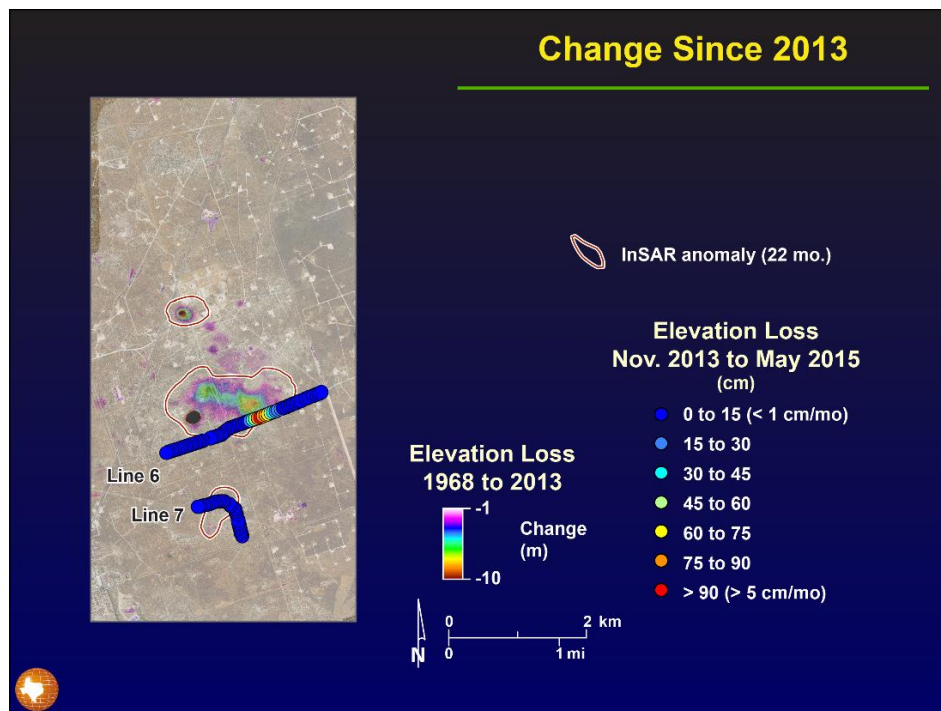 Change Since 2013
InSAR anomaly (22 mo.)
Elevation Loss
Nov. 2013 to May 2015
(cm)
0 to 15 (< 1 cm/mo)
15 to 30
30 to 45
45 to 60
60 to 75
75 to 90
> 90 (> 5 cm/mo)
Elevation Loss
1968 to 2013
-1
Change
(m)
-10
Line 6
Line 7
N
0 2 km
0 1 mi